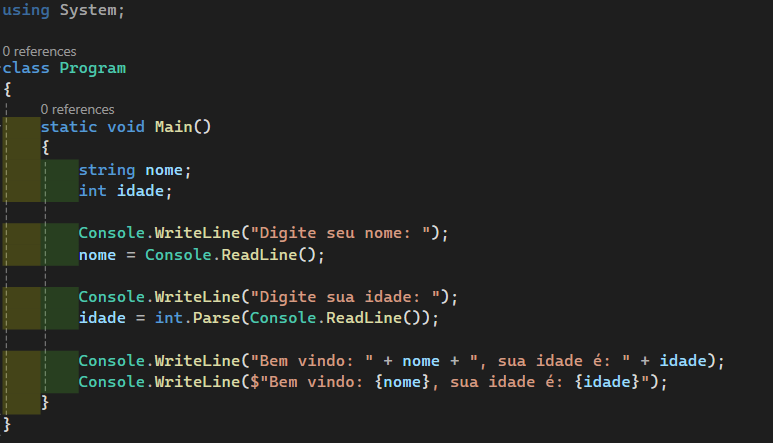 using System;
0 references
class Program
{
0 references
static void Main()
{
string nome;
int idade;
Console.WriteLine("Digite seu nome: ");
nome = Console.ReadLine();
Console.WriteLine("Digite sua idade: ");
idade = int.Parse(Console.ReadLine());
Console.WriteLine("Bem vindo: " + nome + ", sua idade é: " + idade);
Console.WriteLine($"Bem vindo: {nome}, sua idade é: {idade}");
}
}